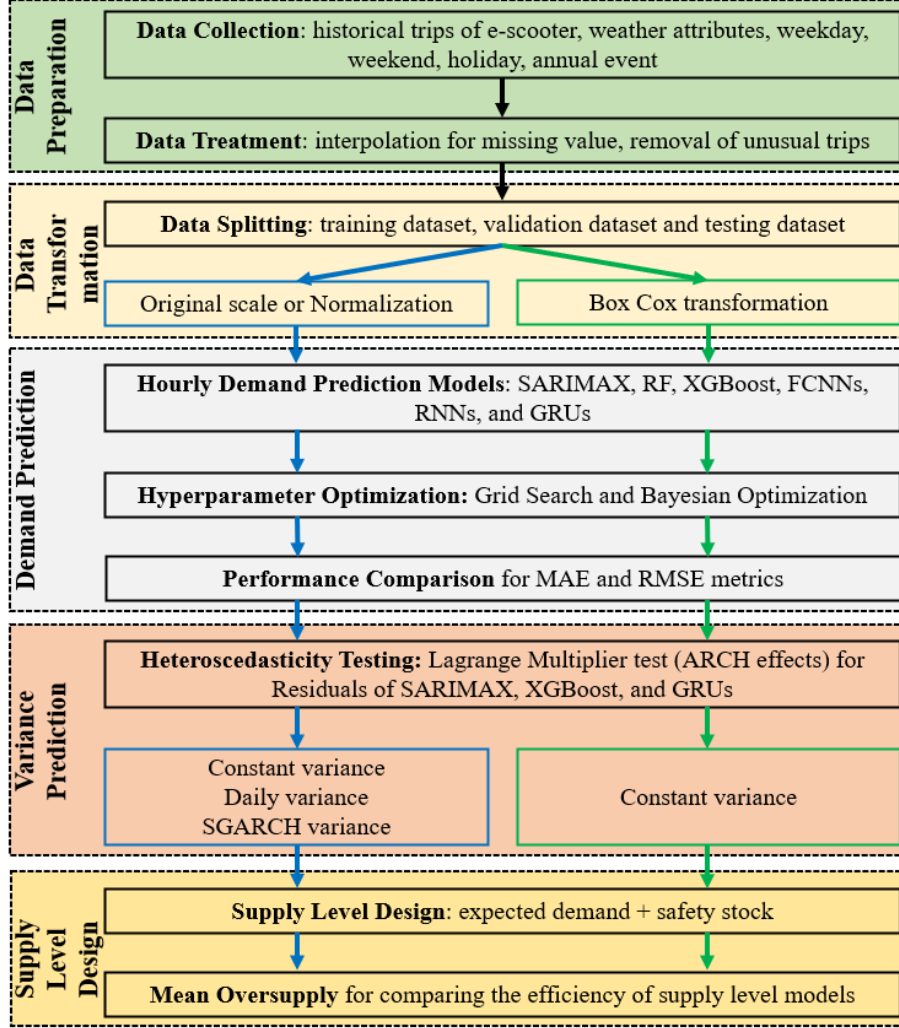 Data
Preparation
Data Collection: historical trips of e-scooter, weather attributes, weekday,
weekend, holiday, annual event
Data Treatment: interpolation for missing value, removal of unusual trips
Data
Transfor
mation
Data Splitting: training dataset, validation dataset and testing dataset
Original scale or Normalization
Box Cox transformation
Demand Prediction
Hourly Demand Prediction Models: SARIMAX, RF, XGBoost, FCNNs,
RNNs, and GRUs
Hyperparameter Optimization: Grid Search and Bayesian Optimization
Performance Comparison for MAE and RMSE metrics
Variance
Prediction
Heteroscedasticity Testing: Lagrange Multiplier test (ARCH effects) for
Residuals of SARIMAX, XGBoost, and GRUs
Constant variance
Daily variance
SGARCH variance
Constant variance
Supply
Level
Design
Supply Level Design: expected demand + safety stock
Mean Oversupply for comparing the efficiency of supply level models